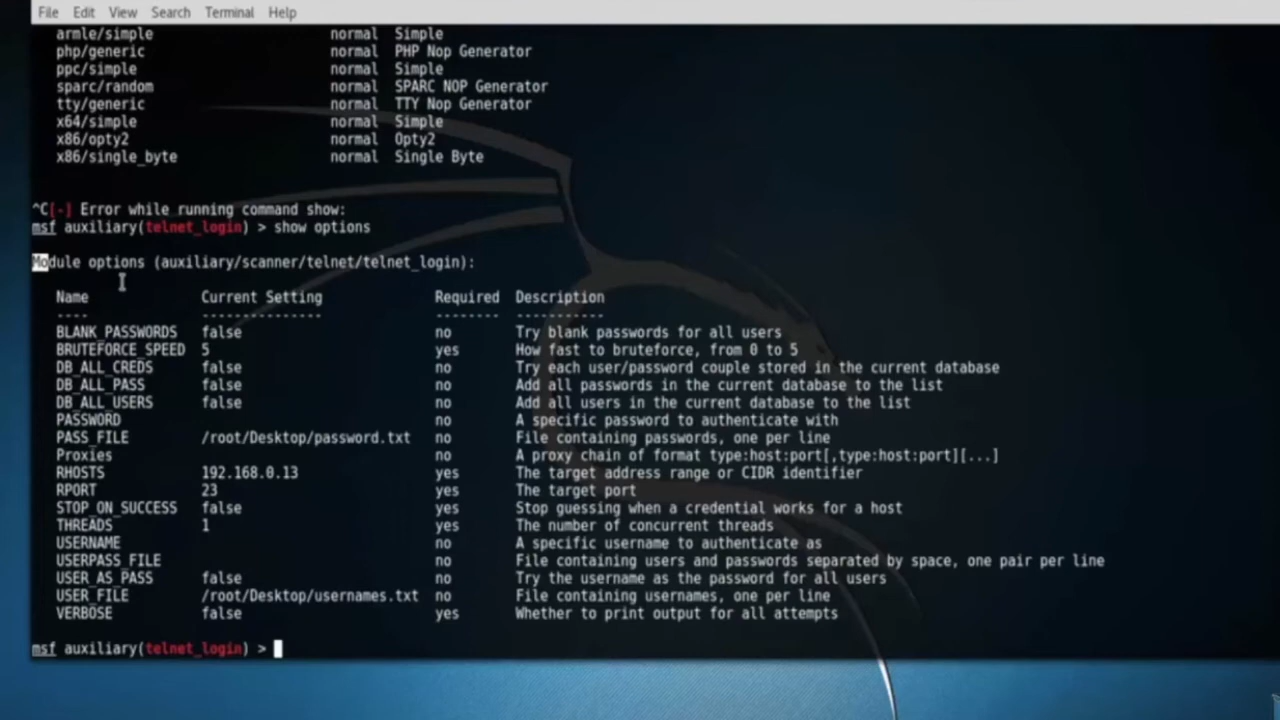 File Edit View Search Terminal Help
armle/simple normal Simple
php/generic normal PHP Nop Generator
ppc/simple normal Simple
sparc/random normal SPARC NOP Generator
tty/generic normal TTY Nop Generator
x64/simple normal Simple
x86/opty2 normal Opty2
x86/single_byte normal Single Byte
^C[-] Error while running command show:
msf auxiliary(telnet_login) > show options
Module options (auxiliary/scanner/telnet/telnet_login):
Name Current Setting Required Description
---- --------------- -------- -----------
BLANK_PASSWORDS false no Try blank passwords for all users
BRUTEFORCE_SPEED 5 yes How fast to bruteforce, from 0 to 5
DB_ALL_CREDS false no Try each user/password couple stored in the current database
DB_ALL_PASS false no Add all passwords in the current database to the list
DB_ALL_USERS false no Add all users in the current database to the list
PASSWORD no A specific password to authenticate with
PASS_FILE /root/Desktop/password.txt no File containing passwords, one per line
Proxies no A proxy chain of format type:host:port[,type:host:port][...]
RHOSTS 192.168.0.13 yes The target address range or CIDR identifier
RPORT 23 yes The target port
STOP_ON_SUCCESS false yes Stop guessing when a credential works for a host
THREADS 1 yes The number of concurrent threads
USERNAME no A specific username to authenticate as
USERPASS_FILE no File containing users and passwords separated by space, one pair per line
USER_AS_PASS false no Try the username as the password for all users
USER_FILE /root/Desktop/usernames.txt no File containing usernames, one per line
VERBOSE false yes Whether to print output for all attempts
msf auxiliary(telnet_login) >